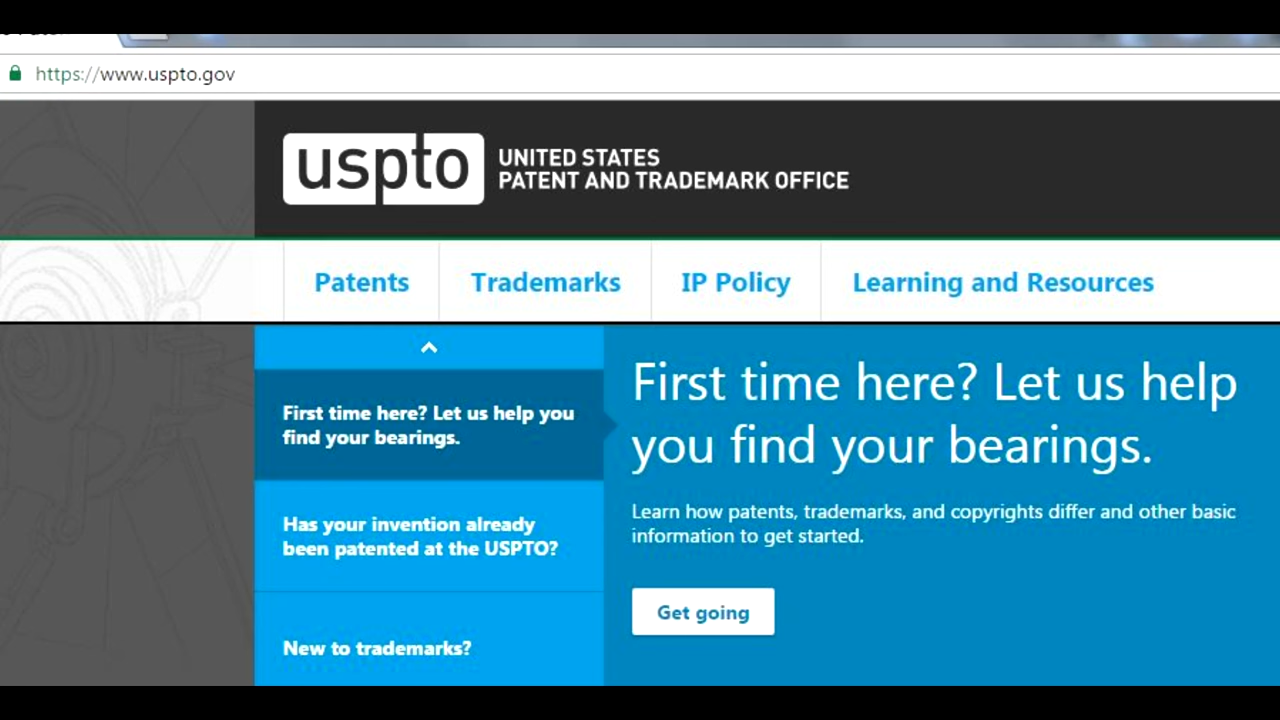 https://www.uspto.gov
uspto
UNITED STATES
PATENT AND TRADEMARK OFFICE
Patents
Trademarks
IP Policy
Learning and Resources
First time here? Let us help you
find your bearings.
Has your invention already
been patented at the USPTO?
New to trademarks?
First time here? Let us help
you find your bearings.
Learn how patents, trademarks, and copyrights differ and other basic
information to get started.
Get going